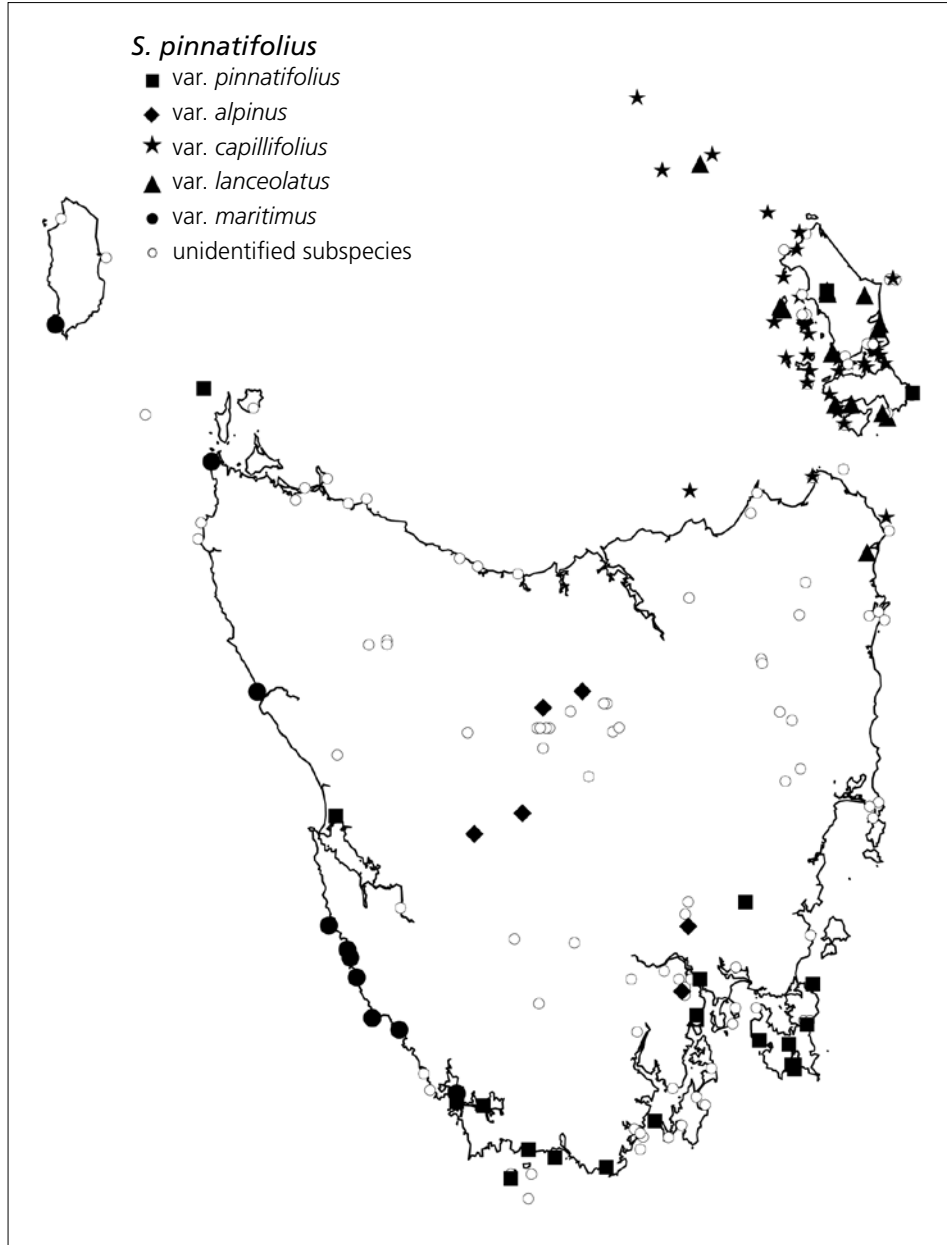 S. pinnatifolius
var. pinnatifolius
var. alpinus
var. capillifolius
var. lanceolatus
var. maritimus
unidentified subspecies